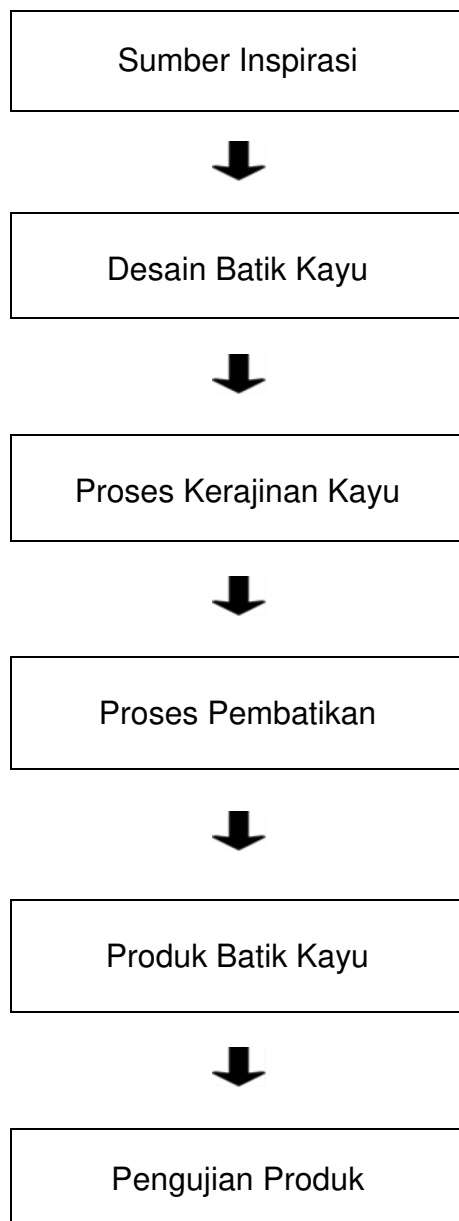 Sumber Inspirasi
Desain Batik Kayu
Proses Kerajinan Kayu
Proses Pembatikan
Produk Batik Kayu
Pengujian Produk